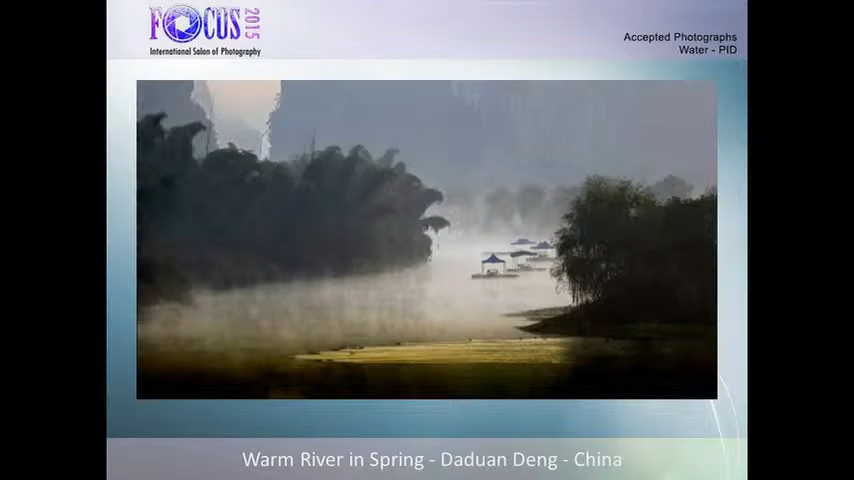 FOCUS 2015
International Salon of Photography
Accepted Photographs
Water - PID
Warm River in Spring - Daduan Deng - China